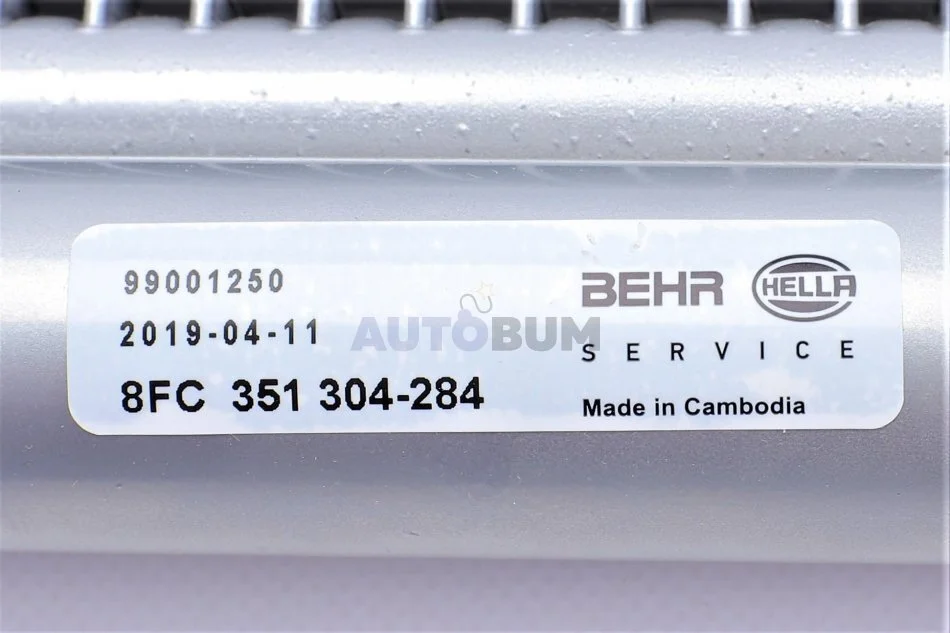 99001250
2019-04-11
8FC 351 304-284
AUTOBUM
BEHR HELLA
SERVICE
Made in Cambodia